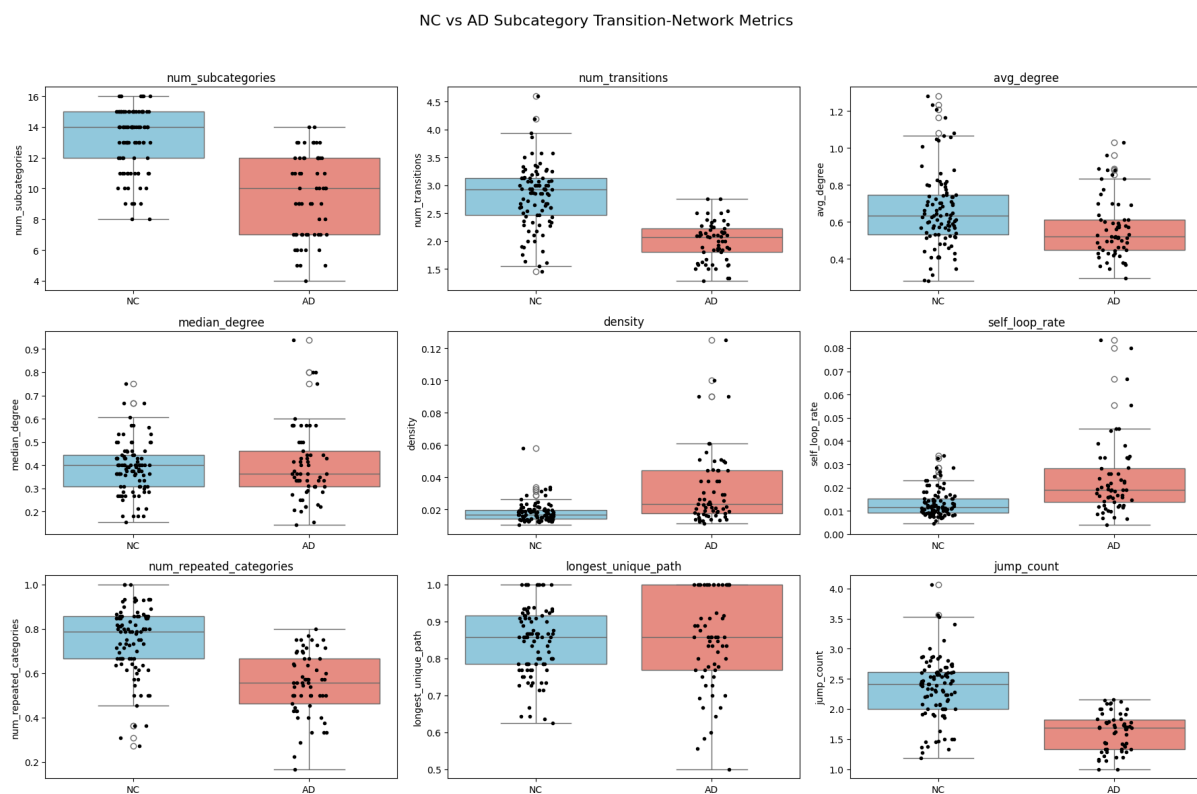 NC vs AD Subcategory Transition-Network Metrics
num_subcategories
num_subcategories
16
14
12
10
8
6
4
NC
AD
num_transitions
num_transitions
4.5
4.0
3.5
3.0
2.5
2.0
1.5
NC
AD
avg_degree
avg_degree
1.2
1.0
0.8
0.6
0.4
NC
AD
median_degree
median_degree
0.9
0.8
0.7
0.6
0.5
0.4
0.3
0.2
NC
AD
density
density
0.12
0.10
0.08
0.06
0.04
0.02
NC
AD
self_loop_rate
self_loop_rate
0.08
0.07
0.06
0.05
0.04
0.03
0.02
0.01
0.00
NC
AD
num_repeated_categories
num_repeated_categories
1.0
0.8
0.6
0.4
0.2
NC
AD
longest_unique_path
longest_unique_path
1.0
0.9
0.8
0.7
0.6
0.5
NC
AD
jump_count
jump_count
4.0
3.5
3.0
2.5
2.0
1.5
1.0
NC
AD